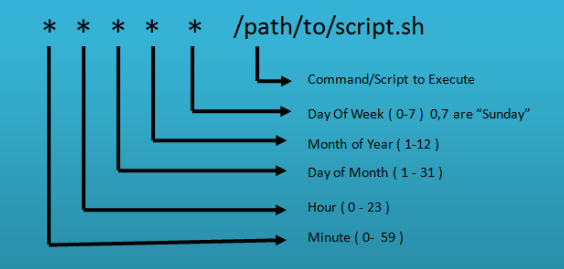 * * * * * /path/to/script.sh
Command/Script to Execute
Day Of Week ( 0-7 ) 0,7 are “Sunday”
Month of Year ( 1-12 )
Day of Month ( 1 - 31 )
Hour ( 0 - 23 )
Minute ( 0- 59 )